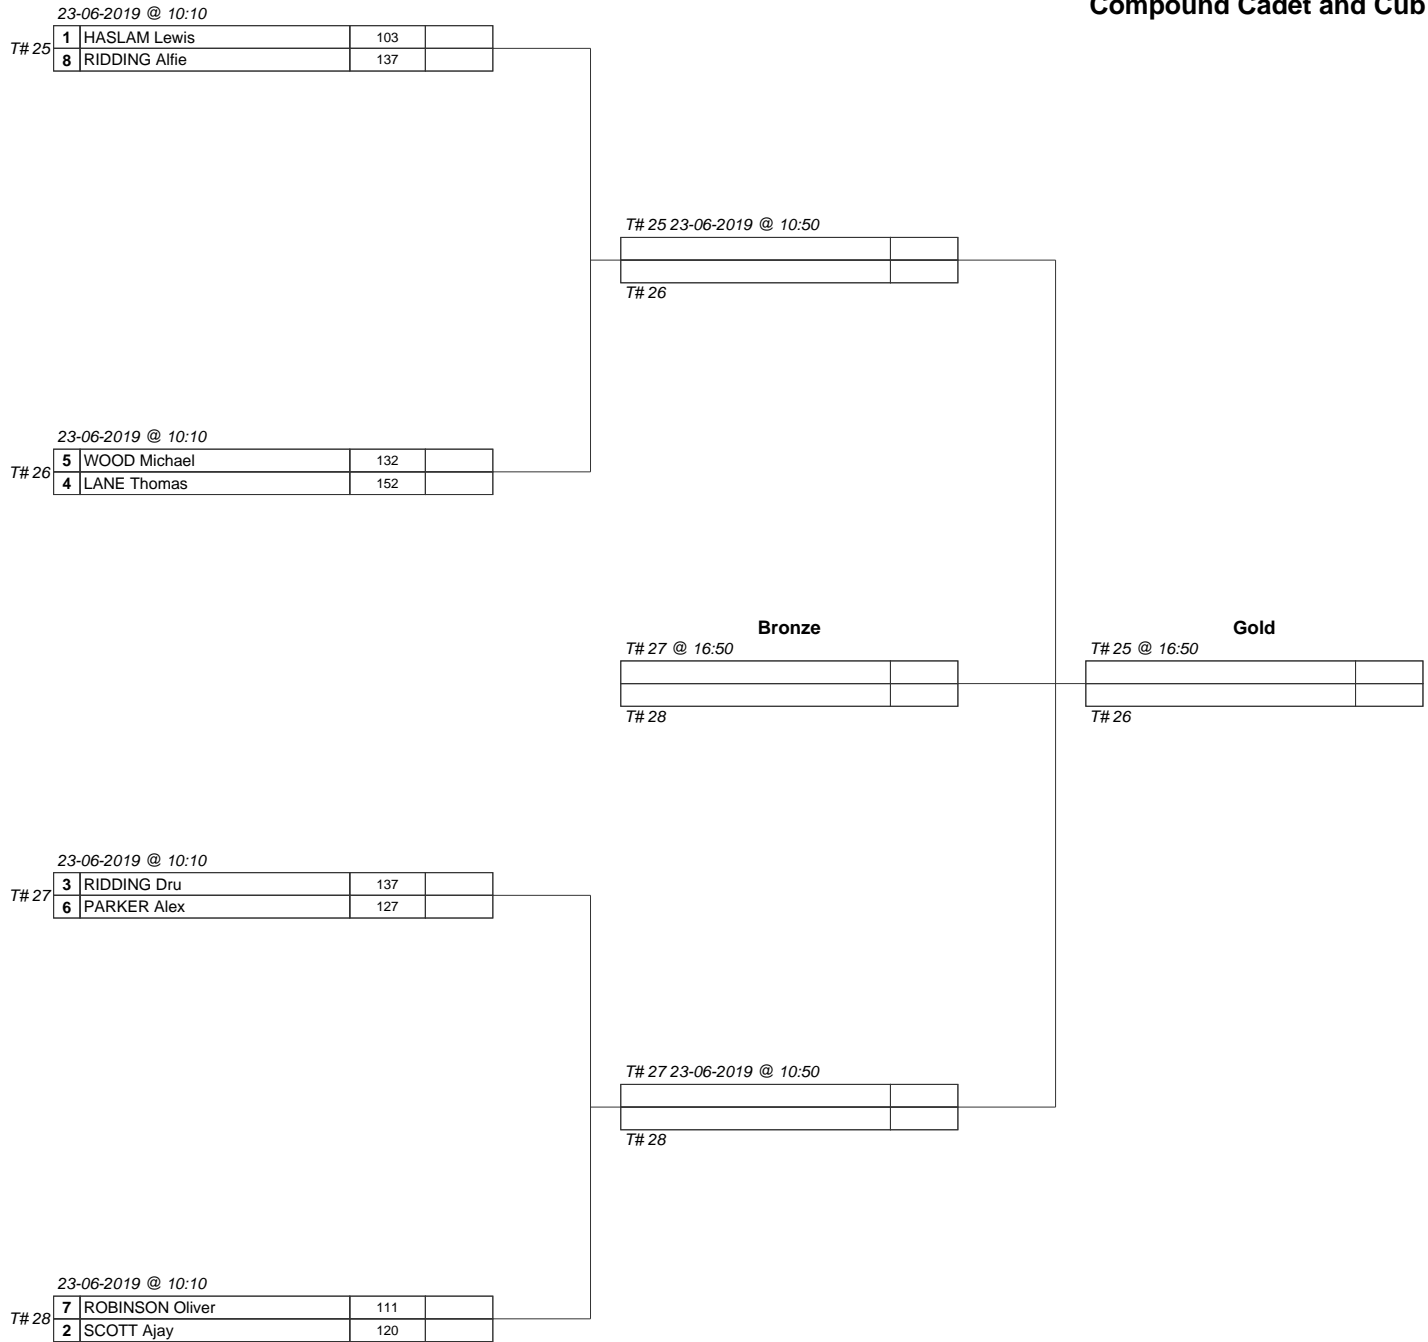 Compound Cadet and Cub
23-06-2019 @ 10:10
T# 25
1 HASLAM Lewis 103
8 RIDDING Alfie 137
T# 25 23-06-2019 @ 10:50
T# 26
23-06-2019 @ 10:10
T# 26
5 WOOD Michael 132
4 LANE Thomas 152
Bronze
T# 27 @ 16:50
T# 28
Gold
T# 25 @ 16:50
T# 26
23-06-2019 @ 10:10
T# 27
3 RIDDING Dru 137
6 PARKER Alex 127
T# 27 23-06-2019 @ 10:50
T# 28
23-06-2019 @ 10:10
T# 28
7 ROBINSON Oliver 111
2 SCOTT Ajay 120